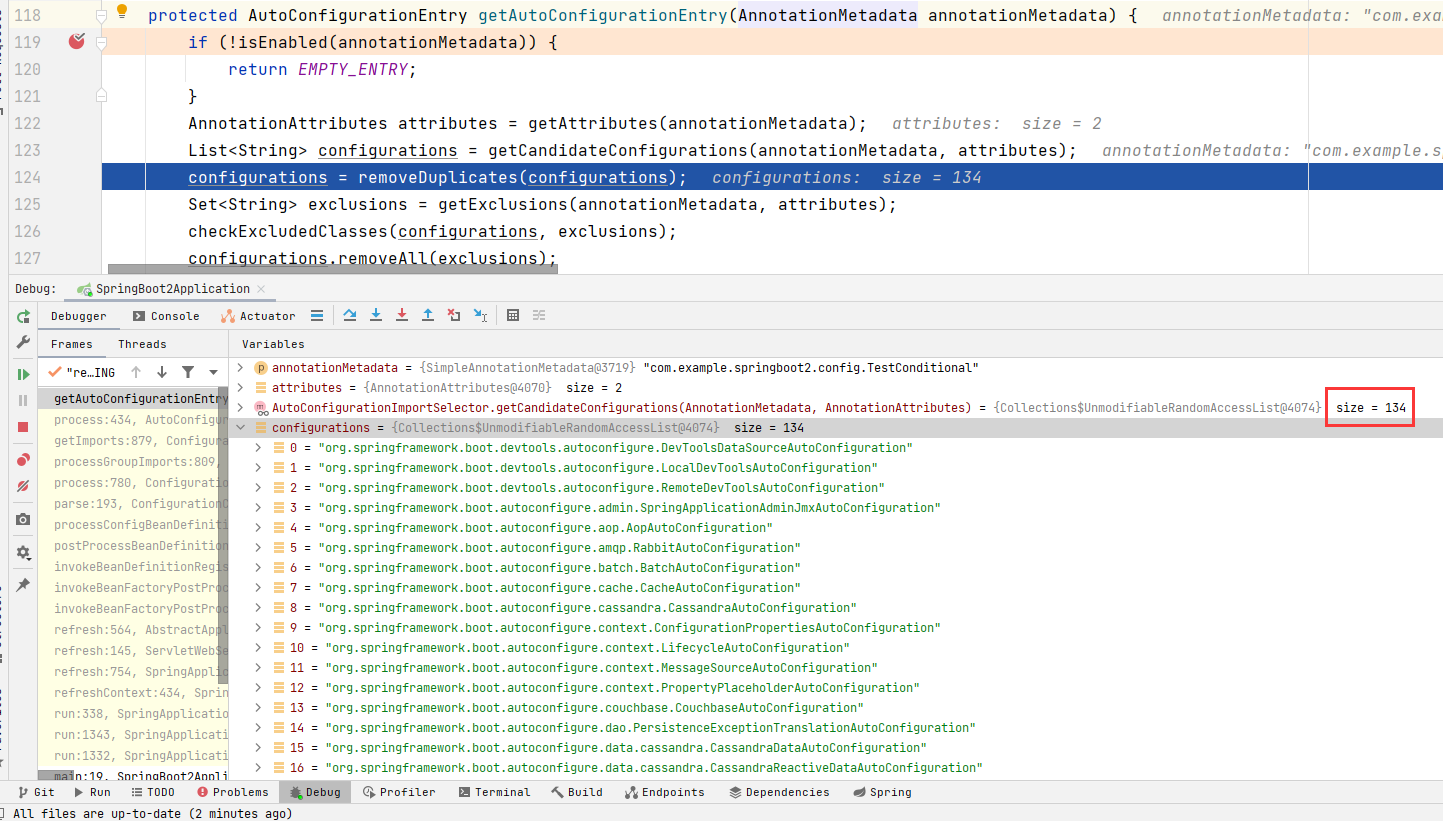 118 protected AutoConfigurationEntry getAutoConfigurationEntry(AnnotationMetadata annotationMetadata) { annotationMetadata: "com.exa
119 if (!isEnabled(annotationMetadata)) {
120 return EMPTY_ENTRY;
121 }
122 AnnotationAttributes attributes = getAttributes(annotationMetadata); attributes: size = 2
123 List<String> configurations = getCandidateConfigurations(annotationMetadata, attributes); annotationMetadata: "com.example.s
124 configurations = removeDuplicates(configurations); configurations: size = 134
125 Set<String> exclusions = getExclusions(annotationMetadata, attributes);
126 checkExcludedClasses(configurations, exclusions);
127 configurations.removeAll(exclusions);
Debug: SpringBoot2Application
Debugger Console Actuator
Frames Threads Variables
"re…ING
getAutoConfigurationEntry
process:434, AutoConfigur
getImports:879, Configura
processGroupImports:809,
process:780, Configuratio
parse:193, ConfigurationC
processConfigBeanDefiniti
postProcessBeanDefinition
invokeBeanDefinitionRegis
invokeBeanFactoryPostProc
invokeBeanFactoryPostProc
refresh:564, AbstractAppl
refresh:145, ServletWebSe
refresh:754, SpringApplic
refreshContext:434, Sprin
run:338, SpringApplicatio
run:1343, SpringApplicati
run:1332, SpringApplicati
main:19, SpringBoot2Appli
p annotationMetadata = {SimpleAnnotationMetadata@3719} "com.example.springboot2.config.TestConditional"
attributes = {AnnotationAttributes@4070} size = 2
m AutoConfigurationImportSelector.getCandidateConfigurations(AnnotationMetadata, AnnotationAttributes) = {Collections$UnmodifiableRandomAccessList@4074} size = 134
configurations = {Collections$UnmodifiableRandomAccessList@4074} size = 134
0 = "org.springframework.boot.devtools.autoconfigure.DevToolsDataSourceAutoConfiguration"
1 = "org.springframework.boot.devtools.autoconfigure.LocalDevToolsAutoConfiguration"
2 = "org.springframework.boot.devtools.autoconfigure.RemoteDevToolsAutoConfiguration"
3 = "org.springframework.boot.autoconfigure.admin.SpringApplicationAdminJmxAutoConfiguration"
4 = "org.springframework.boot.autoconfigure.aop.AopAutoConfiguration"
5 = "org.springframework.boot.autoconfigure.amqp.RabbitAutoConfiguration"
6 = "org.springframework.boot.autoconfigure.batch.BatchAutoConfiguration"
7 = "org.springframework.boot.autoconfigure.cache.CacheAutoConfiguration"
8 = "org.springframework.boot.autoconfigure.cassandra.CassandraAutoConfiguration"
9 = "org.springframework.boot.autoconfigure.context.ConfigurationPropertiesAutoConfiguration"
10 = "org.springframework.boot.autoconfigure.context.LifecycleAutoConfiguration"
11 = "org.springframework.boot.autoconfigure.context.MessageSourceAutoConfiguration"
12 = "org.springframework.boot.autoconfigure.context.PropertyPlaceholderAutoConfiguration"
13 = "org.springframework.boot.autoconfigure.couchbase.CouchbaseAutoConfiguration"
14 = "org.springframework.boot.autoconfigure.dao.PersistenceExceptionTranslationAutoConfiguration"
15 = "org.springframework.boot.autoconfigure.data.cassandra.CassandraDataAutoConfiguration"
16 = "org.springframework.boot.autoconfigure.data.cassandra.CassandraReactiveDataAutoConfiguration"
Git Run TODO Problems Debug Profiler Terminal Build Endpoints Dependencies Spring
All files are up-to-date (2 minutes ago)